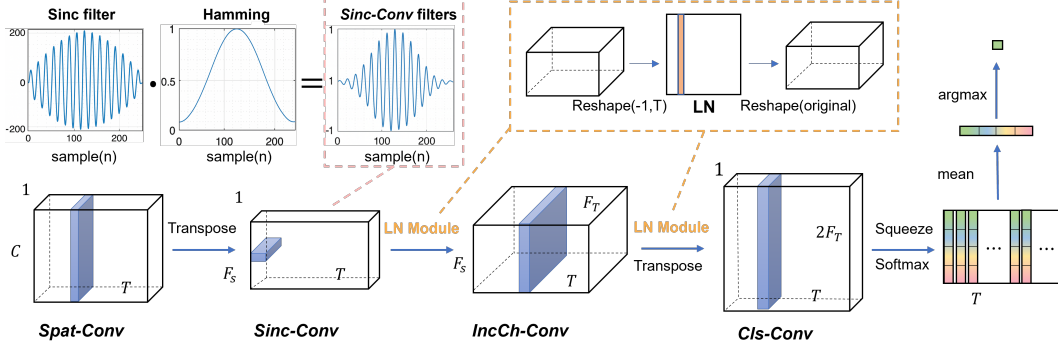 Sinc filter
Hamming
Sinc-Conv filters
200
0
-200
0
100
200
sample(n)
1
0.5
0
0
100
200
sample(n)
=
1
1
-1
0
100
200
sample(n)
Reshape(-1,T)
LN
Reshape(original)
argmax
mean
1
C
T
Spat-Conv
Transpose
1
F_S
T
Sinc-Conv
LN Module
F_S
F_T
T
IncCh-Conv
LN Module
Transpose
1
2F_T
T
Cls-Conv
Squeeze
Softmax
...
...
T